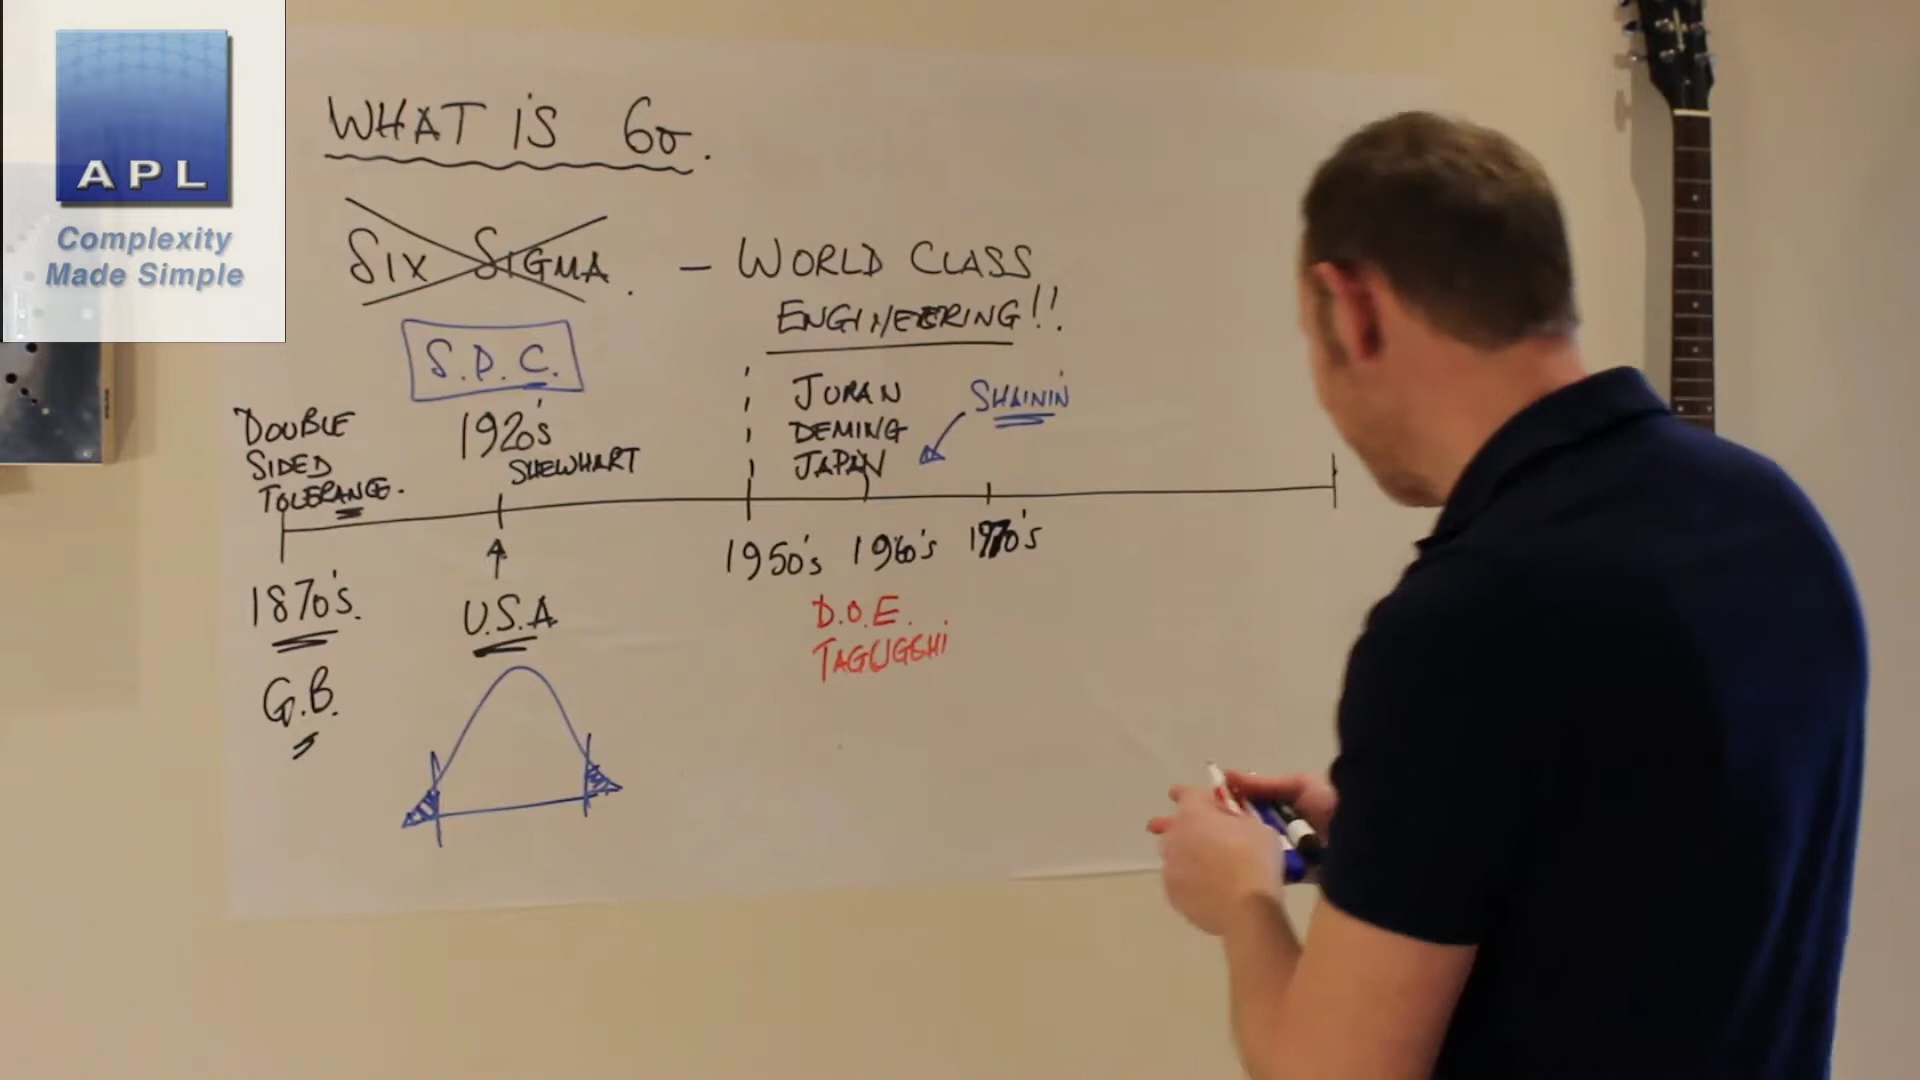 APL
Complexity
Made Simple
WHAT IS 6σ.
SIX SIGMA. – WORLD CLASS
ENGINEERING!!
S.P.C.
1920's
SHEWHART
DOUBLE
SIDED
TOLERANCE.
JURAN
DEMING
JAPAN
SHAININ
1870's.
G.B.
U.S.A
1950's 1960's 1970's
D.O.E.
TAGUGSHI